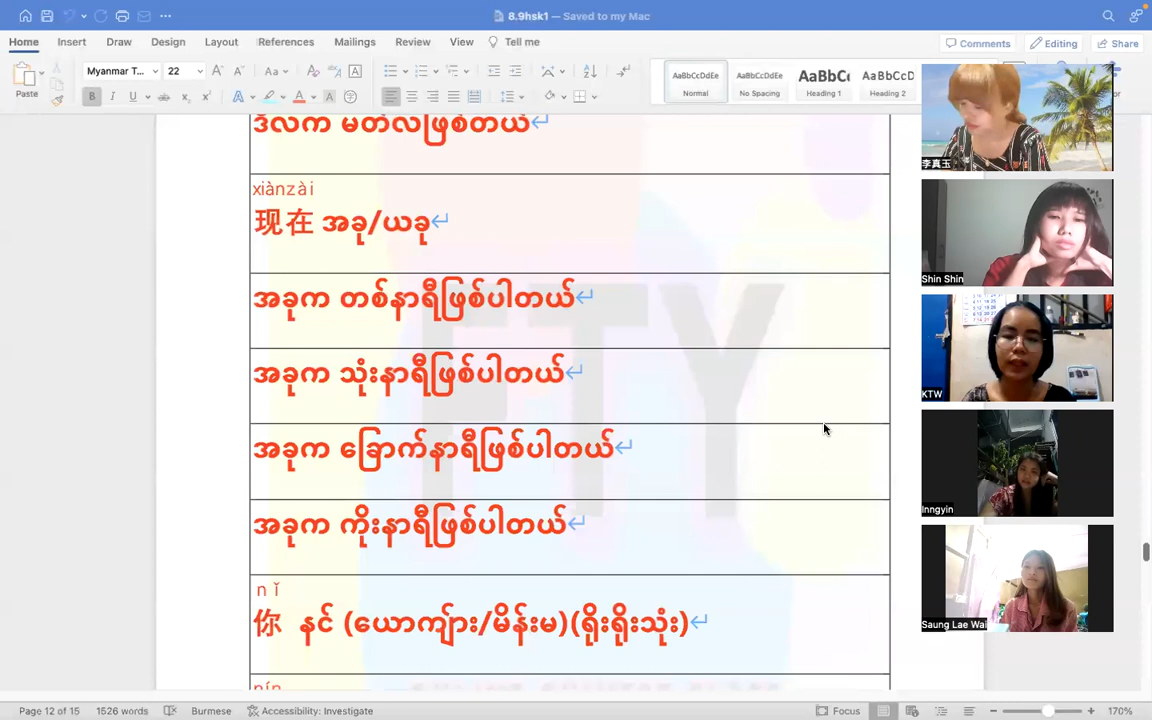 8.9hsk1 — Saved to my Mac
Home Insert Draw Design Layout References Mailings Review View Tell me
Comments Editing Share
Paste
Myanmar T... 22
AaBbCcDdEe AaBbCcDdEe AaBbC AaBbCcD
Normal No Spacing Heading 1 Heading 2
ဒီလက မတ်လဖြစ်တယ်
xiànzài
现在 အခု/ယခု
အခုက တစ်နာရီဖြစ်ပါတယ်
အခုက သုံးနာရီဖြစ်ပါတယ်
အခုက ခြောက်နာရီဖြစ်ပါတယ်
အခုက ကိုးနာရီဖြစ်ပါတယ်
nǐ
你 နင် (ယောကျ်ား/မိန်းမ)(ရိုးရိုးသုံး)
nín
FTY
李真玉
Shin Shin
KTW
Inngyin
Saung Lae Wai
Page 12 of 15 1526 words Burmese Accessibility: Investigate Focus 170%